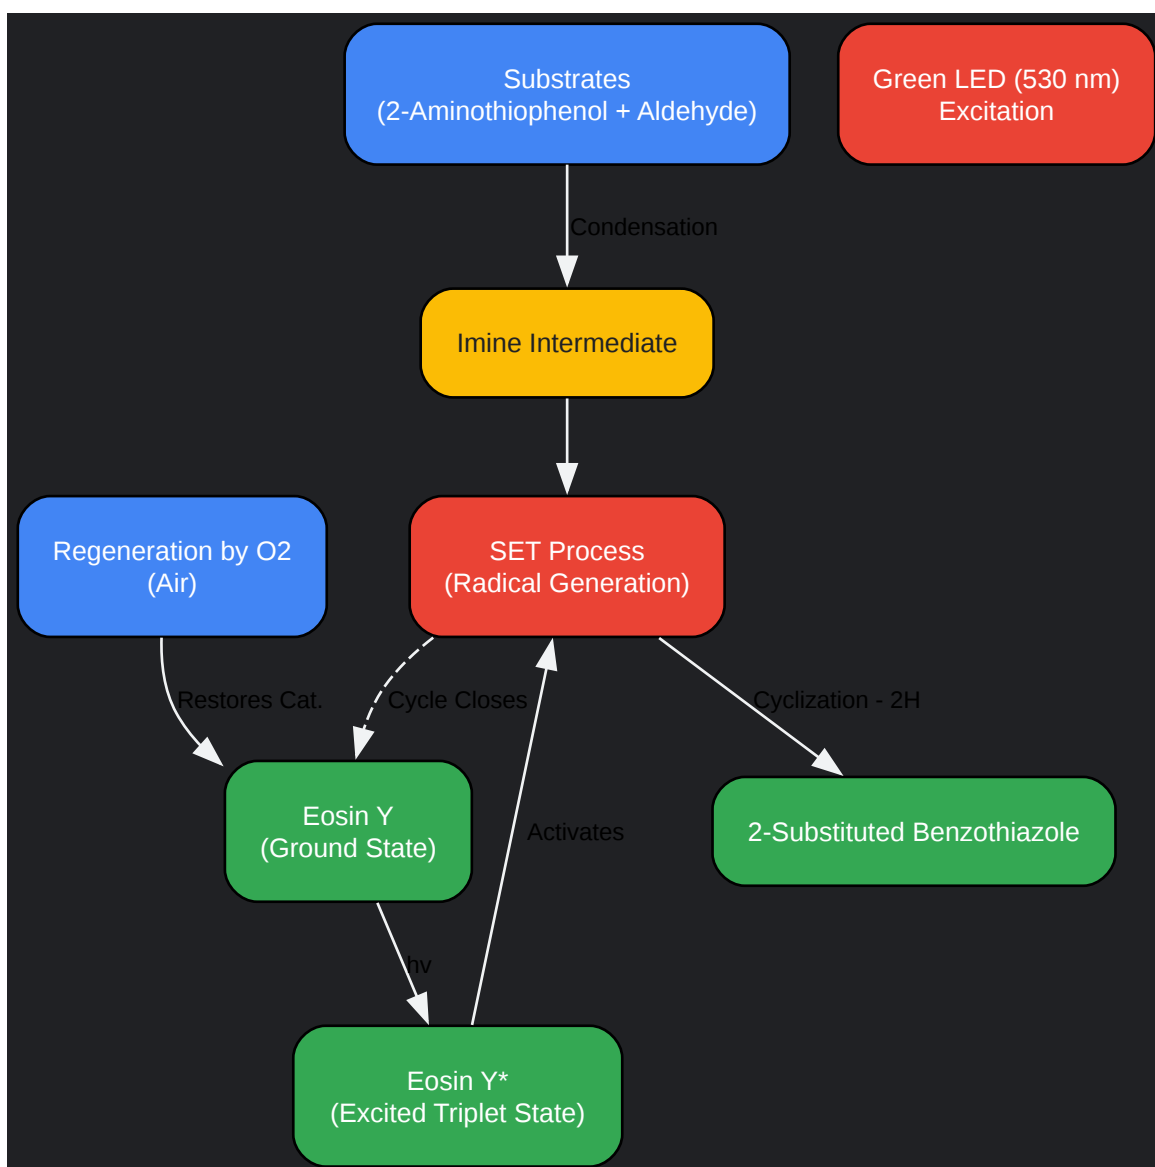 Substrates
(2-Aminothiophenol + Aldehyde)
Green LED (530 nm)
Excitation
Condensation
Imine Intermediate
Regeneration by O2
(Air)
SET Process
(Radical Generation)
Restores Cat.
Cycle Closes
Cyclization - 2H
Eosin Y
(Ground State)
Activates
2-Substituted Benzothiazole
hv
Eosin Y*
(Excited Triplet State)